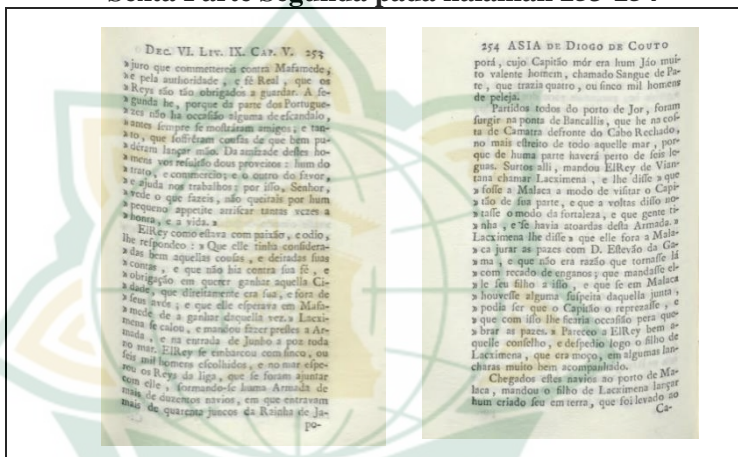 Sexta Parte Segunda pada halaman 253-254
DEC. VI. LIV. IX. CAP. V. 253
» juro que commettereis contra Mafamede,
» e pela authoridade, e fé Real, que os
» Reys tão tão obrigados a guardar. A se-
» gunda he, porque da parte dos Portugue-
» zes não ha occasião alguma de escandalo,
» antes sempre se mostráram amigos; e tan-
» to, que soffrêram cousas de que bem pu-
» déram lançar mão. Da amizade destes ho-
» mens vos resulsão dous proveitos: hum do
» trato, e commercio; e o outro do favor,
» e ajuda nos trabalhos; por isso, Senhor,
» vede o que fazeis, não queirais por hum
» pequeno appetite arriscar tantas vezes a
» honra, e a vida. »
ElRey como estava com paixão, e odio,
lhe respondeo: » Que elle tinha considera-
» das bem aquellas cousas, e deitadas suas
» contas, e que não hia contra sua fé, e
» obrigação em querer ganhar aquella Ci-
» dade, que direitamente era sua, e fora de
» seus avós; e que elle esperava em Mafa-
» mede de a ganhar daquella vez. » Lacxi-
mena se calou, e mandou fazer prestes a Ar-
mada, e na entrada de Junho a poz toda
no mar. ElRey se embarcou com sinco, ou
seis mil homens escolhidos, e no mar espe-
rou os Reys da liga, que se foram ajuntar
com elle, formando-se huma Armada de
mais de duzentos navios, em que entravam
mais de quarenta juncos da Rainha de Ja-
po-
254 ASIA DE DIOGO DE COUTO
porá, cujo Capitão mór era hum Jáo mui-
to valente homem, chamado Sangue de Pa-
te, que trazia quatro, ou sinco mil homens
de peleja.
Partidos todos do porto de Jor, foram
surgir na ponta de Bancallis, que he na cos-
ta de Çamatra defronte do Cabo Rachado,
no mais estreito de todo aquelle mar, por-
que de huma parte haverá perto de seis le-
guas. Surtos alli, mandou ElRey de Vian-
tana chamar Lacximena, e lhe disse » que
» fosse a Malaca a modo de visitar o Capi-
» tão de sua parte, e que a voltas disso no-
» tasse o modo da fortaleza, e que gente ti-
» nha, e se havia atoardas desta Armada. »
Lacximena lhe disse » que elle fora a Mala-
» ca jurar as pazes com D. Estevão da Ga-
» ma, e que não era razão que tornasse lá
» com recado de enganos; que mandasse el-
» le seu filho a isso, e que se em Malaca
» houvesse alguma suspeita daquella junta,
» podia ser que o Capitão o reprezasse, e
» que com isso lhe ficaria occasião pera que-
» brar as pazes. » Pareceo a ElRey bem a-
quelle conselho, e despedio logo o filho de
Lacximena, que era moço, em algumas lan-
charas muito bem acompanhado.
Chegados estes navios ao porto de Ma-
laca, mandou o filho de Lacximena lançar
hum criado seu em terra, que foi levado ao
Ca-